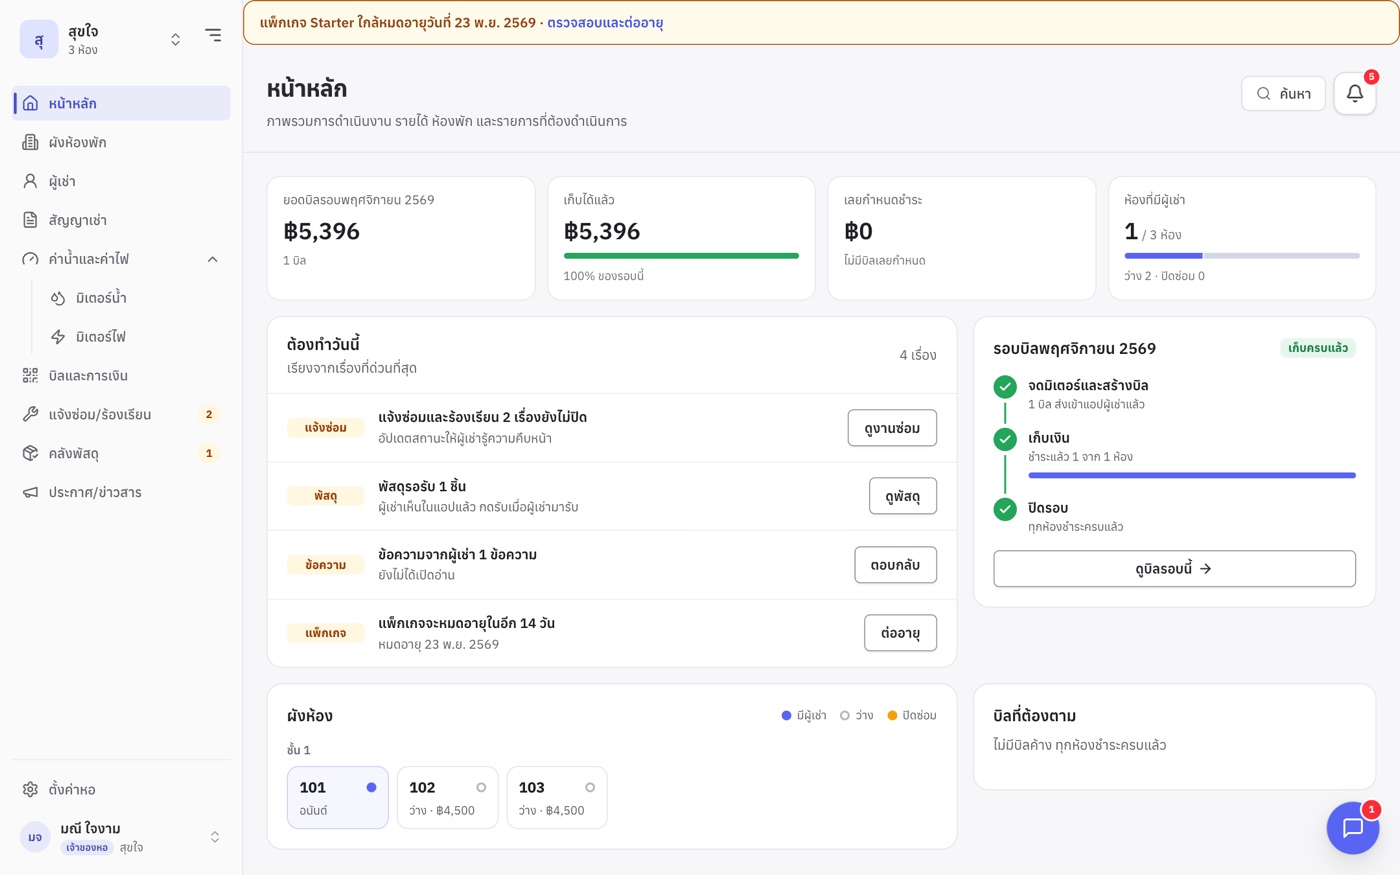 สุ
สุขใจ
3 ห้อง
หน้าหลัก
ผังห้องพัก
ผู้เช่า
สัญญาเช่า
ค่าน้ำและค่าไฟ
มิเตอร์น้ำ
มิเตอร์ไฟ
บิลและการเงิน
แจ้งซ่อม/ร้องเรียน 2
คลังพัสดุ 1
ประกาศ/ข่าวสาร
ตั้งค่าหอ
มจ
มณี ใจงาม
เจ้าของหอ สุขใจ
แพ็กเกจ Starter ใกล้หมดอายุวันที่ 23 พ.ย. 2569 · ตรวจสอบและต่ออายุ
หน้าหลัก
ภาพรวมการดำเนินงาน รายได้ ห้องพัก และรายการที่ต้องดำเนินการ
ค้นหา
5
ยอดบิลรอบพฤศจิกายน 2569
฿5,396
1 บิล
เก็บได้แล้ว
฿5,396
100% ของรอบนี้
เลยกำหนดชำระ
฿0
ไม่มีบิลเลยกำหนด
ห้องที่มีผู้เช่า
1 / 3 ห้อง
ว่าง 2 · ปิดซ่อม 0
ต้องทำวันนี้
เรียงจากเรื่องที่ด่วนที่สุด
4 เรื่อง
แจ้งซ่อม
แจ้งซ่อมและร้องเรียน 2 เรื่องยังไม่ปิด
อัปเดตสถานะให้ผู้เช่ารู้ความคืบหน้า
ดูงานซ่อม
พัสดุ
พัสดุรอรับ 1 ชิ้น
ผู้เช่าเห็นในแอปแล้ว กดรับเมื่อผู้เช่ามารับ
ดูพัสดุ
ข้อความ
ข้อความจากผู้เช่า 1 ข้อความ
ยังไม่ได้เปิดอ่าน
ตอบกลับ
แพ็กเกจ
แพ็กเกจจะหมดอายุในอีก 14 วัน
หมดอายุ 23 พ.ย. 2569
ต่ออายุ
รอบบิลพฤศจิกายน 2569
เก็บครบแล้ว
จดมิเตอร์และสร้างบิล
1 บิล ส่งเข้าแอปผู้เช่าแล้ว
เก็บเงิน
ชำระแล้ว 1 จาก 1 ห้อง
ปิดรอบ
ทุกห้องชำระครบแล้ว
ดูบิลรอบนี้ →
ผังห้อง
มีผู้เช่า ว่าง ปิดซ่อม
ชั้น 1
101
อนันต์
102
ว่าง · ฿4,500
103
ว่าง · ฿4,500
บิลที่ต้องตาม
ไม่มีบิลค้าง ทุกห้องชำระครบแล้ว
1